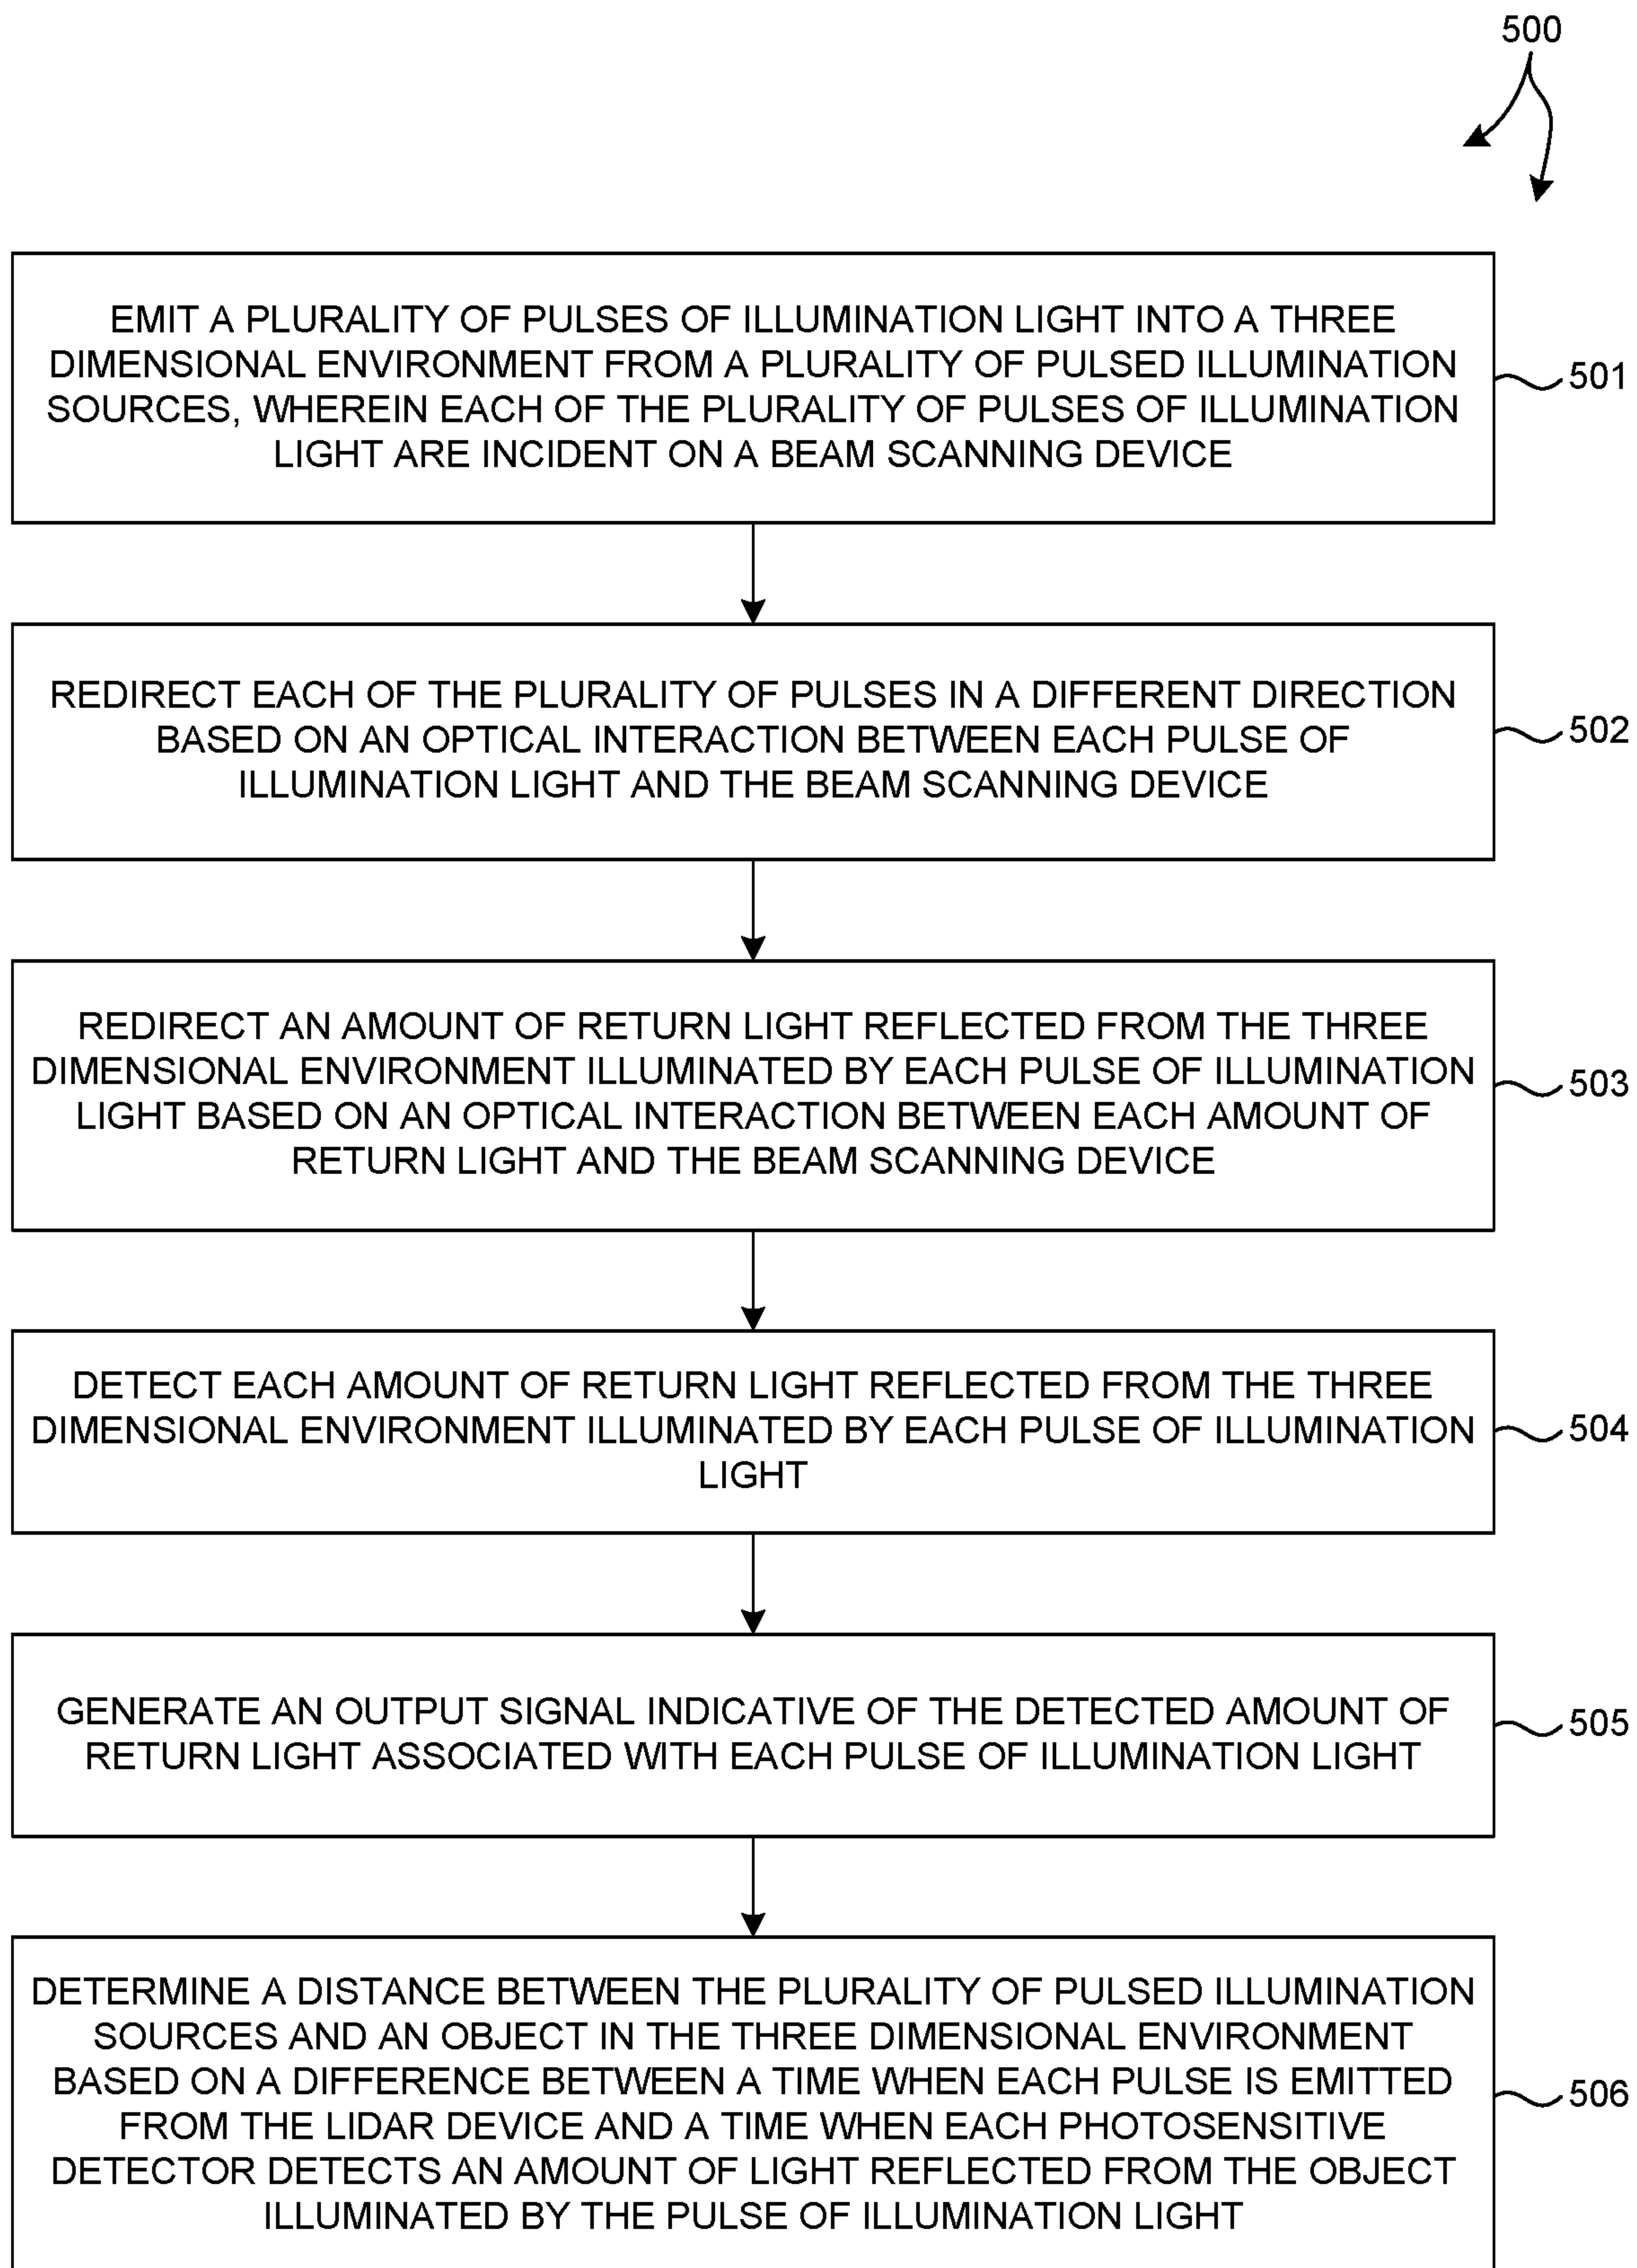 500
EMIT A PLURALITY OF PULSES OF ILLUMINATION LIGHT INTO A THREE
DIMENSIONAL ENVIRONMENT FROM A PLURALITY OF PULSED ILLUMINATION
SOURCES, WHEREIN EACH OF THE PLURALITY OF PULSES OF ILLUMINATION
LIGHT ARE INCIDENT ON A BEAM SCANNING DEVICE
501
REDIRECT EACH OF THE PLURALITY OF PULSES IN A DIFFERENT DIRECTION
BASED ON AN OPTICAL INTERACTION BETWEEN EACH PULSE OF
ILLUMINATION LIGHT AND THE BEAM SCANNING DEVICE
502
REDIRECT AN AMOUNT OF RETURN LIGHT REFLECTED FROM THE THREE
DIMENSIONAL ENVIRONMENT ILLUMINATED BY EACH PULSE OF ILLUMINATION
LIGHT BASED ON AN OPTICAL INTERACTION BETWEEN EACH AMOUNT OF
RETURN LIGHT AND THE BEAM SCANNING DEVICE
503
DETECT EACH AMOUNT OF RETURN LIGHT REFLECTED FROM THE THREE
DIMENSIONAL ENVIRONMENT ILLUMINATED BY EACH PULSE OF ILLUMINATION
LIGHT
504
GENERATE AN OUTPUT SIGNAL INDICATIVE OF THE DETECTED AMOUNT OF
RETURN LIGHT ASSOCIATED WITH EACH PULSE OF ILLUMINATION LIGHT
505
DETERMINE A DISTANCE BETWEEN THE PLURALITY OF PULSED ILLUMINATION
SOURCES AND AN OBJECT IN THE THREE DIMENSIONAL ENVIRONMENT
BASED ON A DIFFERENCE BETWEEN A TIME WHEN EACH PULSE IS EMITTED
FROM THE LIDAR DEVICE AND A TIME WHEN EACH PHOTOSENSITIVE
DETECTOR DETECTS AN AMOUNT OF LIGHT REFLECTED FROM THE OBJECT
ILLUMINATED BY THE PULSE OF ILLUMINATION LIGHT
506